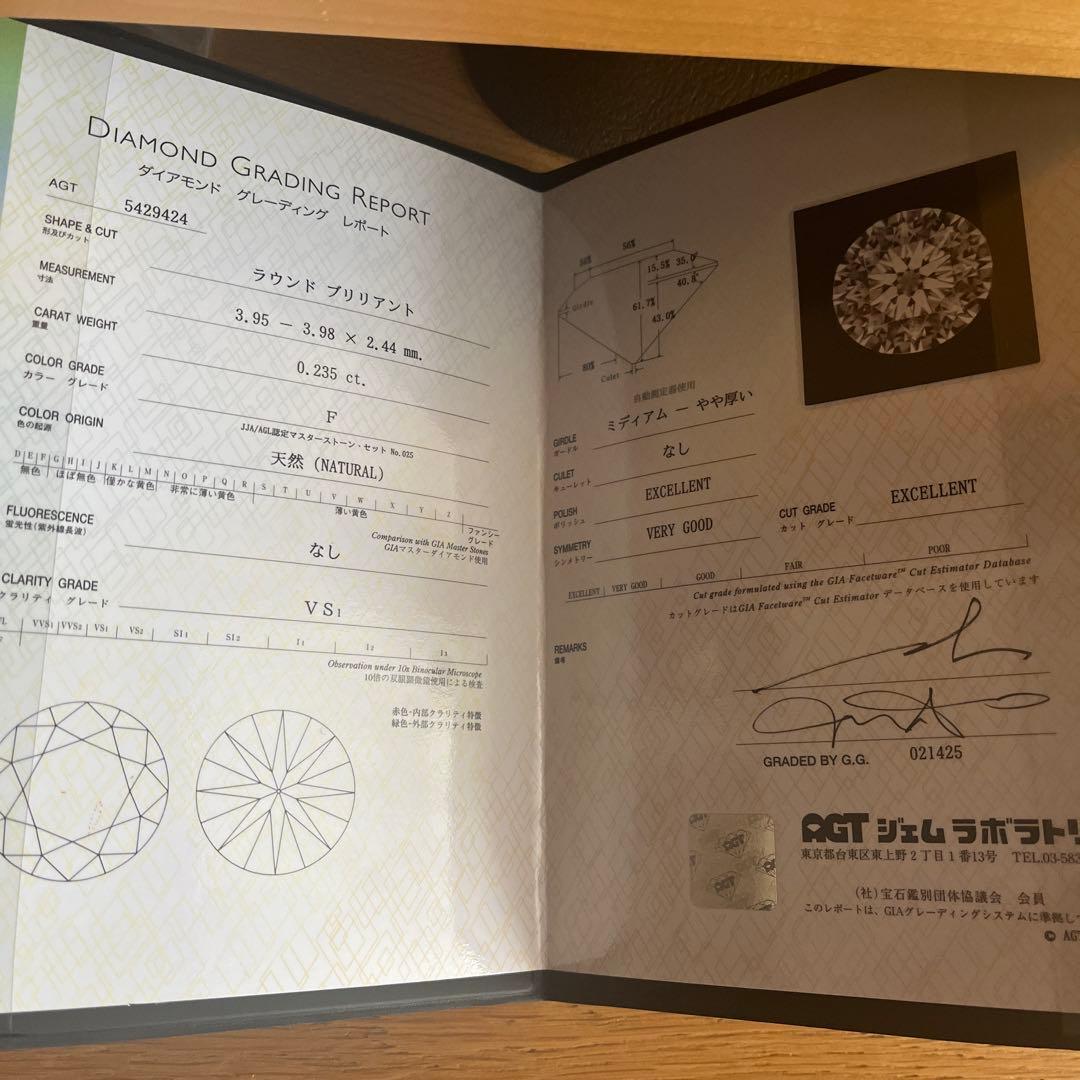 DIAMOND GRADING REPORT
ダイアモンド グレーディング レポート
AGT 5429424
SHAPE & CUT
形及びカット
ラウンド ブリリアント
MEASUREMENT
寸法
3.95 － 3.98 × 2.44 mm.
CARAT WEIGHT
重量
0.235 ct.
COLOR GRADE
カラー グレード
F
JJA/AGL認定マスターストーン・セット No.025
COLOR ORIGIN
色の起源
天然 (NATURAL)
D E F G H I J K L M N O P Q R S T U V W X Y Z
無色 ほぼ無色 僅かな黄色 非常に薄い黄色 薄い黄色 ファンシーグレード
Comparison with GIA Master Stones
GIAマスターダイアモンド使用
FLUORESCENCE
蛍光性(紫外線長波)
なし
CLARITY GRADE
クラリティ グレード
VS1
VVS1 VVS2 VS1 VS2 SI1 SI2 I1 I2 I3
Observation under 10x Binocular Microscope
10倍の双眼顕微鏡使用による検査
赤色-内部クラリティ特徴
緑色-外部クラリティ特徴
56%
50%
15.5% 35.0°
40.8°
Girdle
61.7%
43.0%
80%
Culet
自動測定器使用
GIRDLE
ガードル
ミディアム － やや厚い
CULET
キューレット
なし
POLISH
ポリッシュ
EXCELLENT
SYMMETRY
シンメトリー
VERY GOOD
CUT GRADE
カット グレード
EXCELLENT
EXCELLENT VERY GOOD GOOD FAIR POOR
Cut grade formulated using the GIA Facetware™ Cut Estimator Database
カットグレードはGIA Facetware™ Cut Estimator データベースを使用しています
REMARKS
備考
GRADED BY G.G. 021425
AGT
AGT ジェム ラボラトリ
東京都台東区東上野2丁目1番13号 TEL.03-583
(社)宝石鑑別団体協議会 会員
このレポートは、GIAグレーディングシステムに準拠し
© AGT